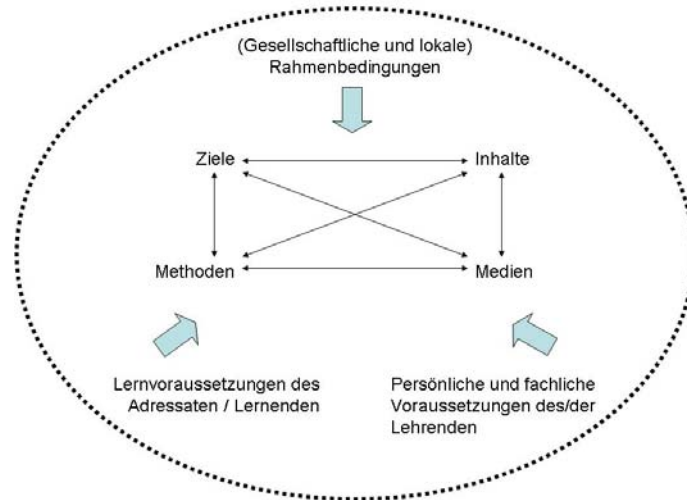 (Gesellschaftliche und lokale)
Rahmenbedingungen
Ziele
Inhalte
Methoden
Medien
Lernvoraussetzungen des
Adressaten / Lernenden
Persönliche und fachliche
Voraussetzungen des/der
Lehrenden